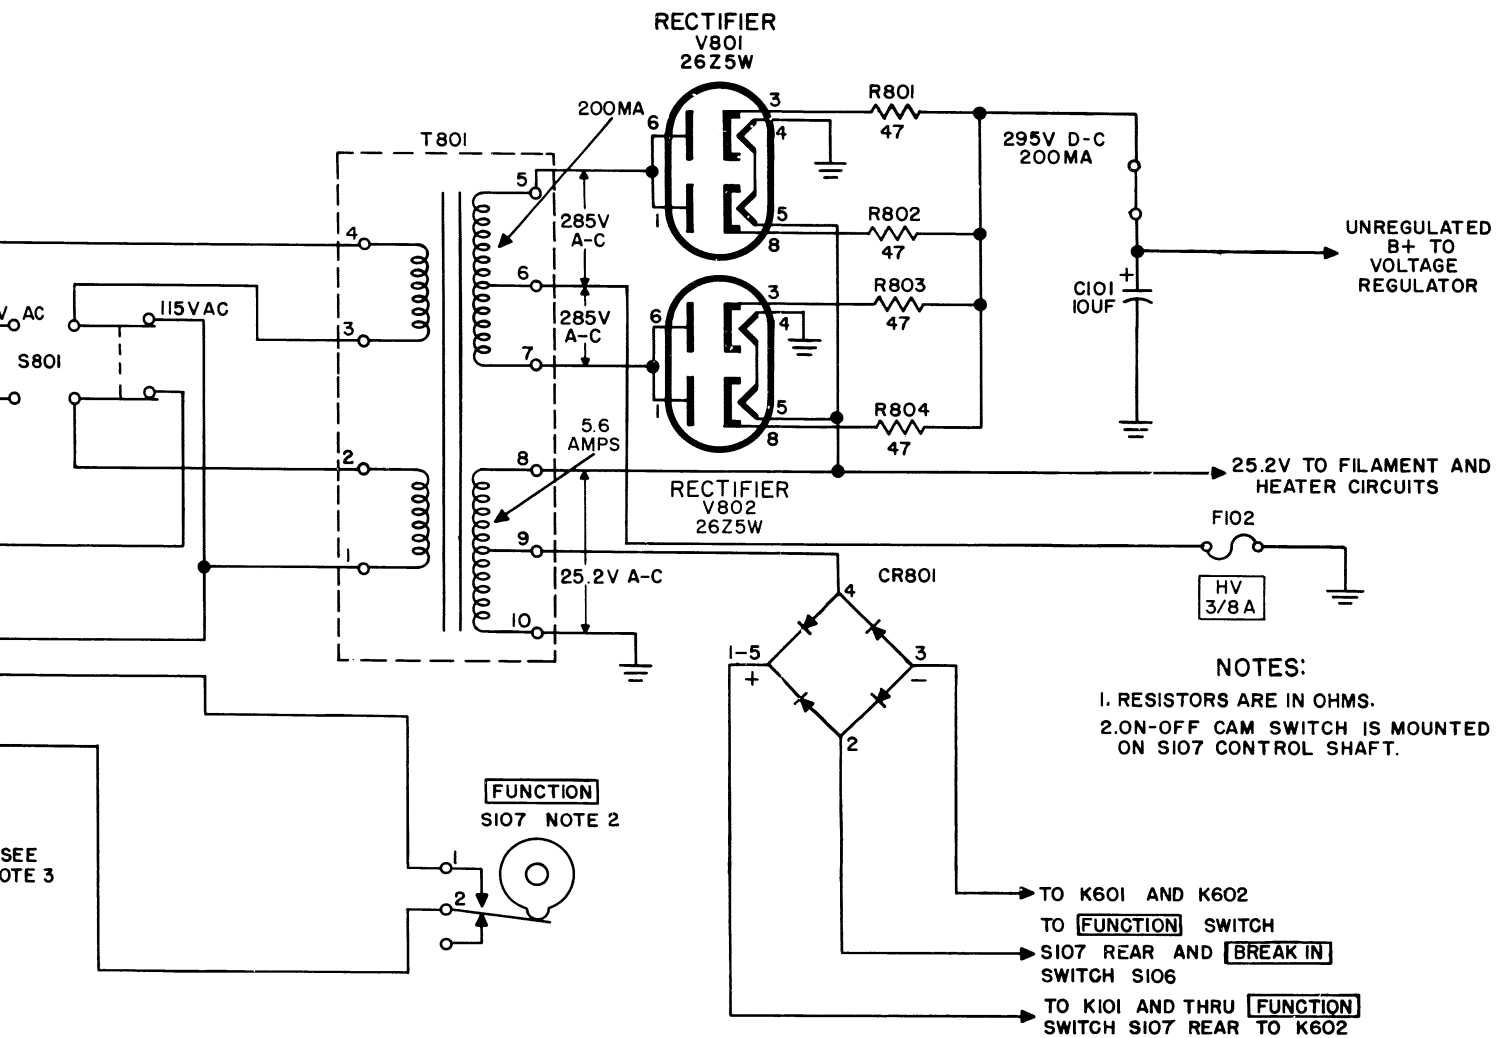 RECTIFIER
V801
26Z5W
200MA
T801
6
3
4
1
5
8
R801
47
295V D-C
200MA
R802
47
5
285V
A-C
6
285V
A-C
7
4
3
115VAC
V AC
S801
6
3
4
1
5
8
R803
47
R804
47
+
C101
10UF
UNREGULATED
B+ TO
VOLTAGE
REGULATOR
2
1
5.6
AMPS
8
9
25.2V A-C
10
RECTIFIER
V802
26Z5W
25.2V TO FILAMENT AND
HEATER CIRCUITS
F102
HV
3/8A
CR801
4
1-5
+
3
-
2
NOTES:
1. RESISTORS ARE IN OHMS.
2.ON-OFF CAM SWITCH IS MOUNTED
ON S107 CONTROL SHAFT.
FUNCTION
S107 NOTE 2
1
2
SEE
OTE 3
TO K601 AND K602
TO FUNCTION SWITCH
S107 REAR AND BREAK IN
SWITCH S106
TO K101 AND THRU FUNCTION
SWITCH S107 REAR TO K602